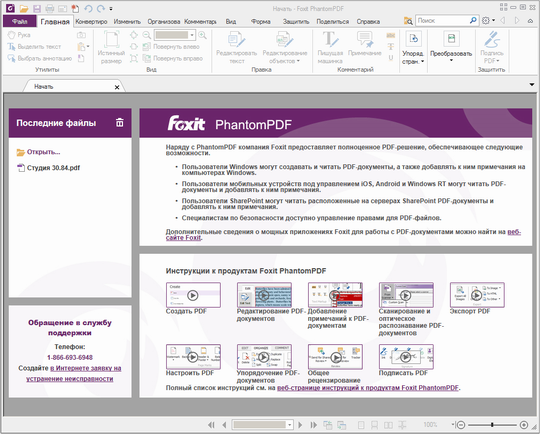 Начать - Foxit PhantomPDF
Файл Главная Конвертиро Изменить Организова Комментарі Вид Форма Защитить Поделиться Справка Поиск
Рука
Выделить текст
Выбрать аннотацию
Утилиты
Истинный размер
Повернуть влево
Повернуть вправо
Вид
Редактировать текст
Редактирование объектов
Правка
Пишущая машинка
Примечание
Комментарий
Упоряд. стран.
Преобразовать
Подпись PDF
Защитить
Начать
Последние файлы
Открыть...
Студия 30.84.pdf
Обращение в службу
поддержки
Телефон:
1-866-693-6948
Создайте в Интернете заявку на
устранение неисправности
Foxit PhantomPDF
Наряду с PhantomPDF компания Foxit предоставляет полноценное PDF-решение, обеспечивающее следующие
возможности.
• Пользователи Windows могут создавать и читать PDF-документы, а также добавлять к ним примечания на
компьютерах Windows.
• Пользователи мобильных устройств под управлением iOS, Android и Windows RT могут читать PDF-
документы и добавлять к ним примечания.
• Пользователи SharePoint могут читать расположенные на серверах SharePoint PDF-документы и
добавлять к ним примечания.
• Специалистам по безопасности доступно управление правами для PDF-файлов.
Дополнительные сведения о мощных приложениях Foxit для работы с PDF-документами можно найти на веб-
сайте Foxit.
Инструкции к продуктам Foxit PhantomPDF
Создать PDF
Редактирование PDF-
документов
Добавление
примечаний к PDF-
документам
Сканирование и
оптическое
распознавание PDF-
документов
Экспорт PDF
Настроить PDF
Упорядочение PDF-
документов
Общее
рецензирование
Подписать PDF
Полный список инструкций см. на веб-странице инструкций к продуктам Foxit PhantomPDF.
100%